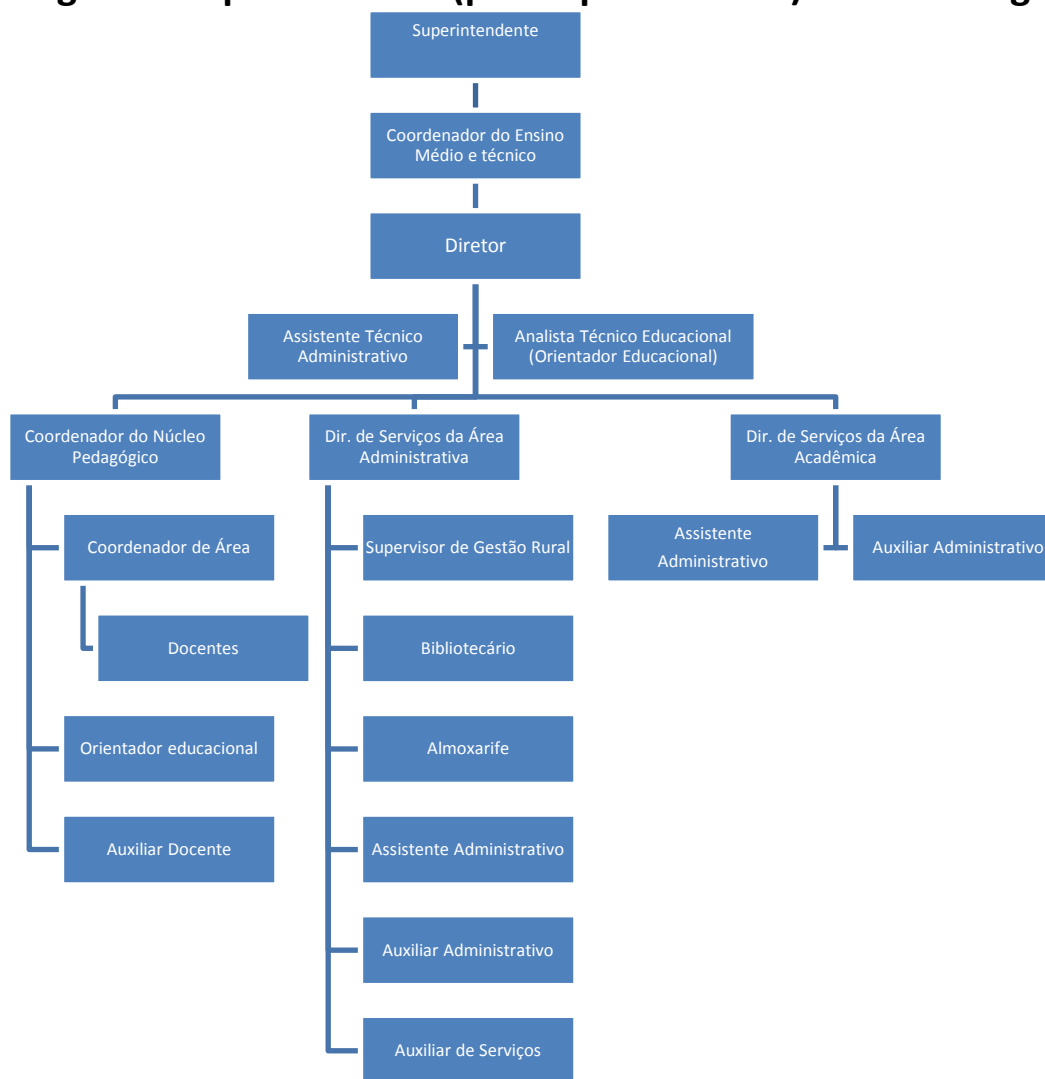 Superintendente
Coordenador do Ensino
Médio e técnico
Diretor
Assistente Técnico
Administrativo
Analista Técnico Educacional
(Orientador Educacional)
Coordenador do Núcleo
Pedagógico
Dir. de Serviços da Área
Administrativa
Dir. de Serviços da Área
Acadêmica
Coordenador de Área
Docentes
Orientador educacional
Auxiliar Docente
Supervisor de Gestão Rural
Bibliotecário
Almoxarife
Assistente Administrativo
Auxiliar Administrativo
Auxiliar de Serviços
Assistente
Administrativo
Auxiliar Administrativo